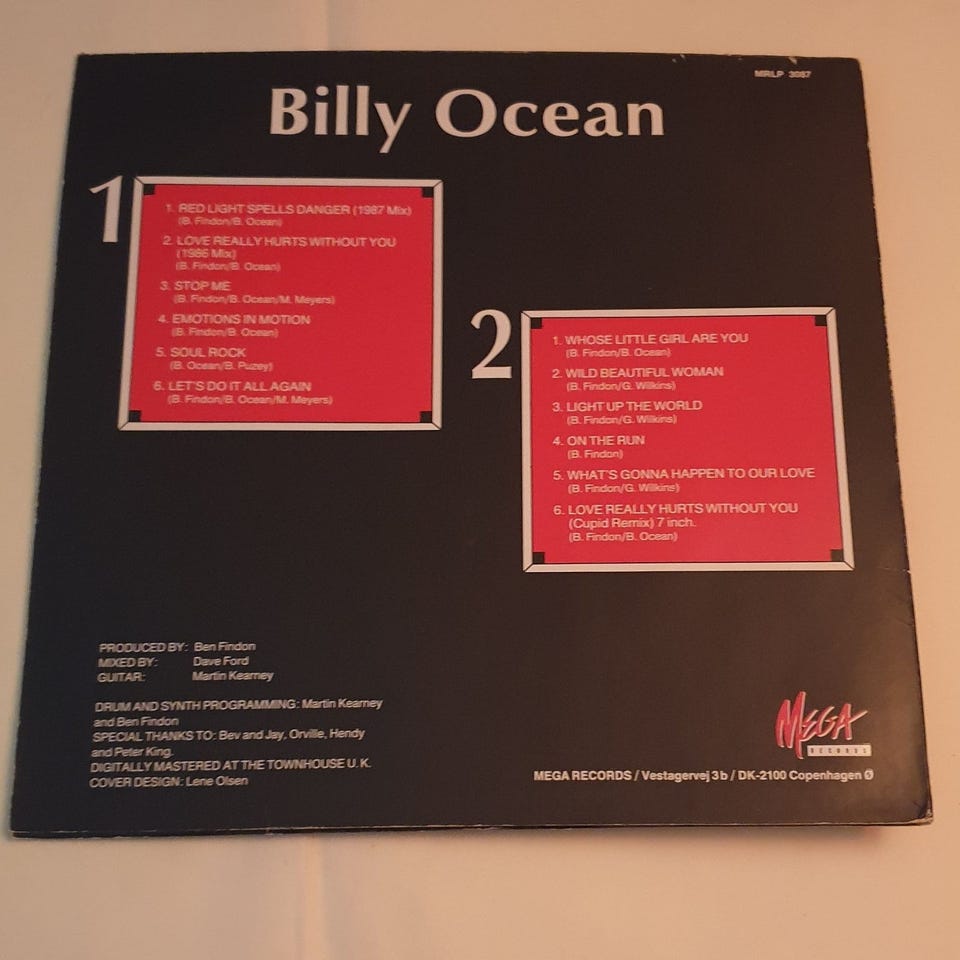 MRLP 3087
Billy Ocean
1
1. RED LIGHT SPELLS DANGER (1987 Mix)
(B. Findon/B. Ocean)
2. LOVE REALLY HURTS WITHOUT YOU
(1986 Mix)
(B. Findon/B. Ocean)
3. STOP ME
(B. Findon/B. Ocean/M. Meyers)
4. EMOTIONS IN MOTION
(B. Findon/B. Ocean)
5. SOUL ROCK
(B. Ocean/B. Puzey)
6. LET'S DO IT ALL AGAIN
(B. Findon/B. Ocean/M. Meyers)
2
1. WHOSE LITTLE GIRL ARE YOU
(B. Findon/B. Ocean)
2. WILD BEAUTIFUL WOMAN
(B. Findon/G. Wilkins)
3. LIGHT UP THE WORLD
(B. Findon/G. Wilkins)
4. ON THE RUN
(B. Findon)
5. WHAT'S GONNA HAPPEN TO OUR LOVE
(B. Findon/G. Wilkins)
6. LOVE REALLY HURTS WITHOUT YOU
(Cupid Remix) 7 inch.
(B. Findon/B. Ocean)
PRODUCED BY: Ben Findon
MIXED BY: Dave Ford
GUITAR: Martin Kearney
DRUM AND SYNTH PROGRAMMING: Martin Kearney
and Ben Findon
SPECIAL THANKS TO: Bev and Jay, Orville, Hendy
and Peter King.
DIGITALLY MASTERED AT THE TOWNHOUSE U.K.
COVER DESIGN: Lene Olsen
MEGA
RECORDS
MEGA RECORDS / Vestagervej 3 b / DK-2100 Copenhagen Ø